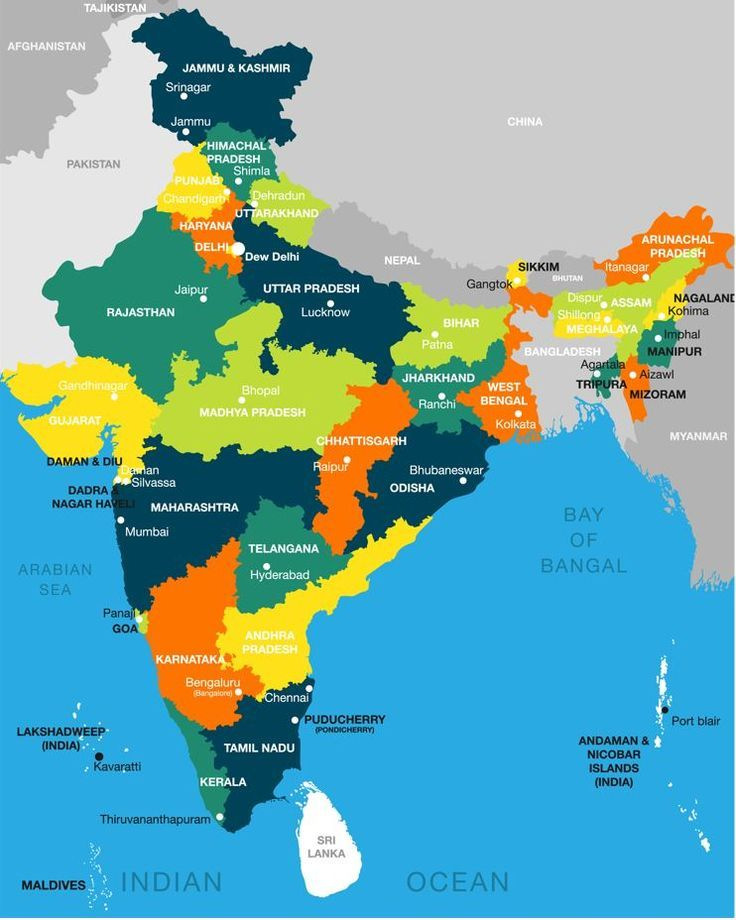 TAJIKISTAN
AFGHANISTAN
JAMMU & KASHMIR
Srinagar
CHINA
Jammu
HIMACHAL
PRADESH
PAKISTAN
Shimla
PUNJAB
Chandigarh
Dehradun
UTTARAKHAND
HARYANA
DELHI
Dew Delhi
NEPAL
SIKKIM
Gangtok
BHUTAN
ARUNACHAL
PRADESH
Itanagar
RAJASTHAN
Jaipur
UTTAR PRADESH
Lucknow
BIHAR
Patna
Dispur
ASSAM
NAGALAND
Kohima
Shillong
MEGHALAYA
Imphal
MANIPUR
BANGLADESH
Agartala
TRIPURA
Aizawl
MIZORAM
Gandhinagar
GUJARAT
Bhopal
MADHYA PRADESH
JHARKHAND
Ranchi
WEST
BENGAL
Kolkata
CHHATTISGARH
Raipur
MYANMAR
DAMAN & DIU
Daman
Silvassa
DADRA &
NAGAR HAVELI
Bhubaneswar
ODISHA
MAHARASHTRA
Mumbai
BAY
OF
BANGAL
TELANGANA
Hyderabad
ARABIAN
SEA
Panaji
GOA
KARNATAKA
ANDHRA
PRADESH
Bengaluru
(Bangalore)
Chennai
PUDUCHERRY
(PONDICHERRY)
LAKSHADWEEP
(INDIA)
Kavaratti
TAMIL NADU
KERALA
Thiruvananthapuram
Port blair
ANDAMAN &
NICOBAR
ISLANDS
(INDIA)
SRI
LANKA
MALDIVES
INDIAN OCEAN